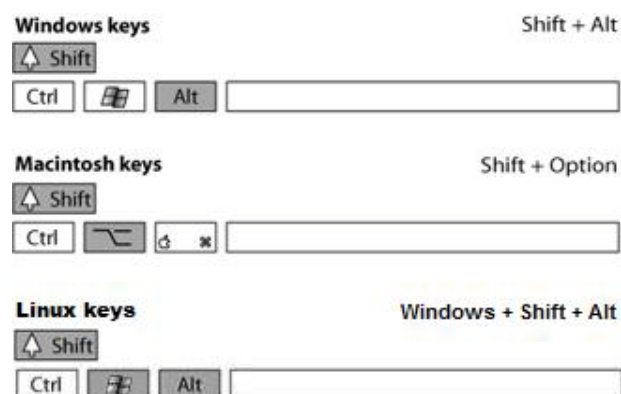 Windows keys Shift + Alt
Shift
Ctrl Alt
Macintosh keys Shift + Option
Shift
Ctrl ⌥ ⌘
Linux keys Windows + Shift + Alt
Shift
Ctrl Alt